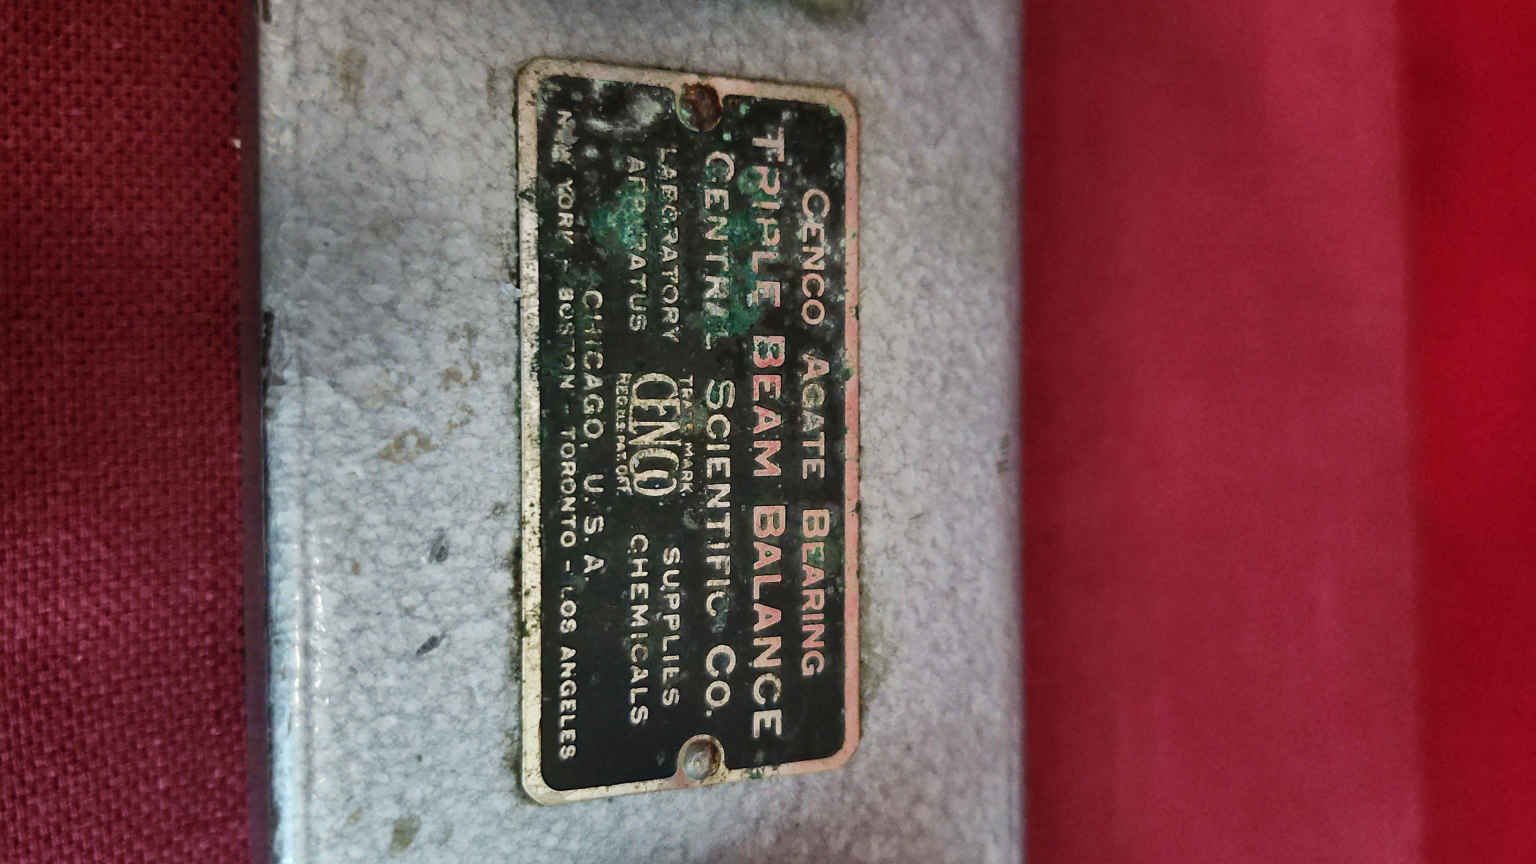 CENCO AGATE BEARING
TRIPLE BEAM BALANCE
CENTRAL SCIENTIFIC CO.
LABORATORY TRADE MARK SUPPLIES
APPARATUS CENCO CHEMICALS
REG. U.S. PAT. OFF.
CHICAGO, U.S.A.
NEW YORK - BOSTON - TORONTO - LOS ANGELES